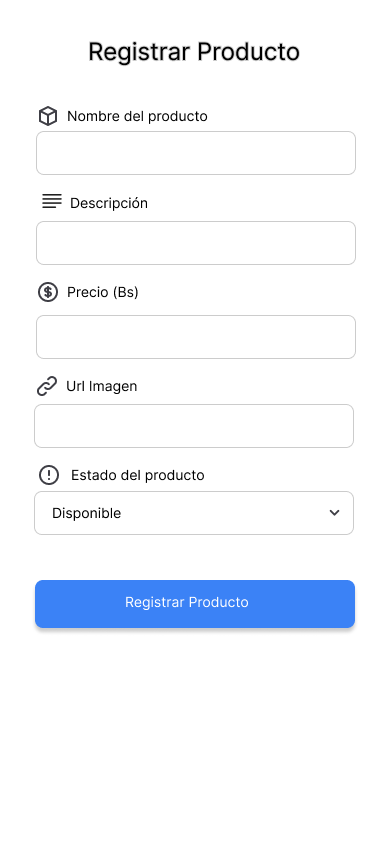 Registrar Producto
Nombre del producto
Descripción
Precio (Bs)
Url Imagen
Estado del producto
Disponible
Registrar Producto